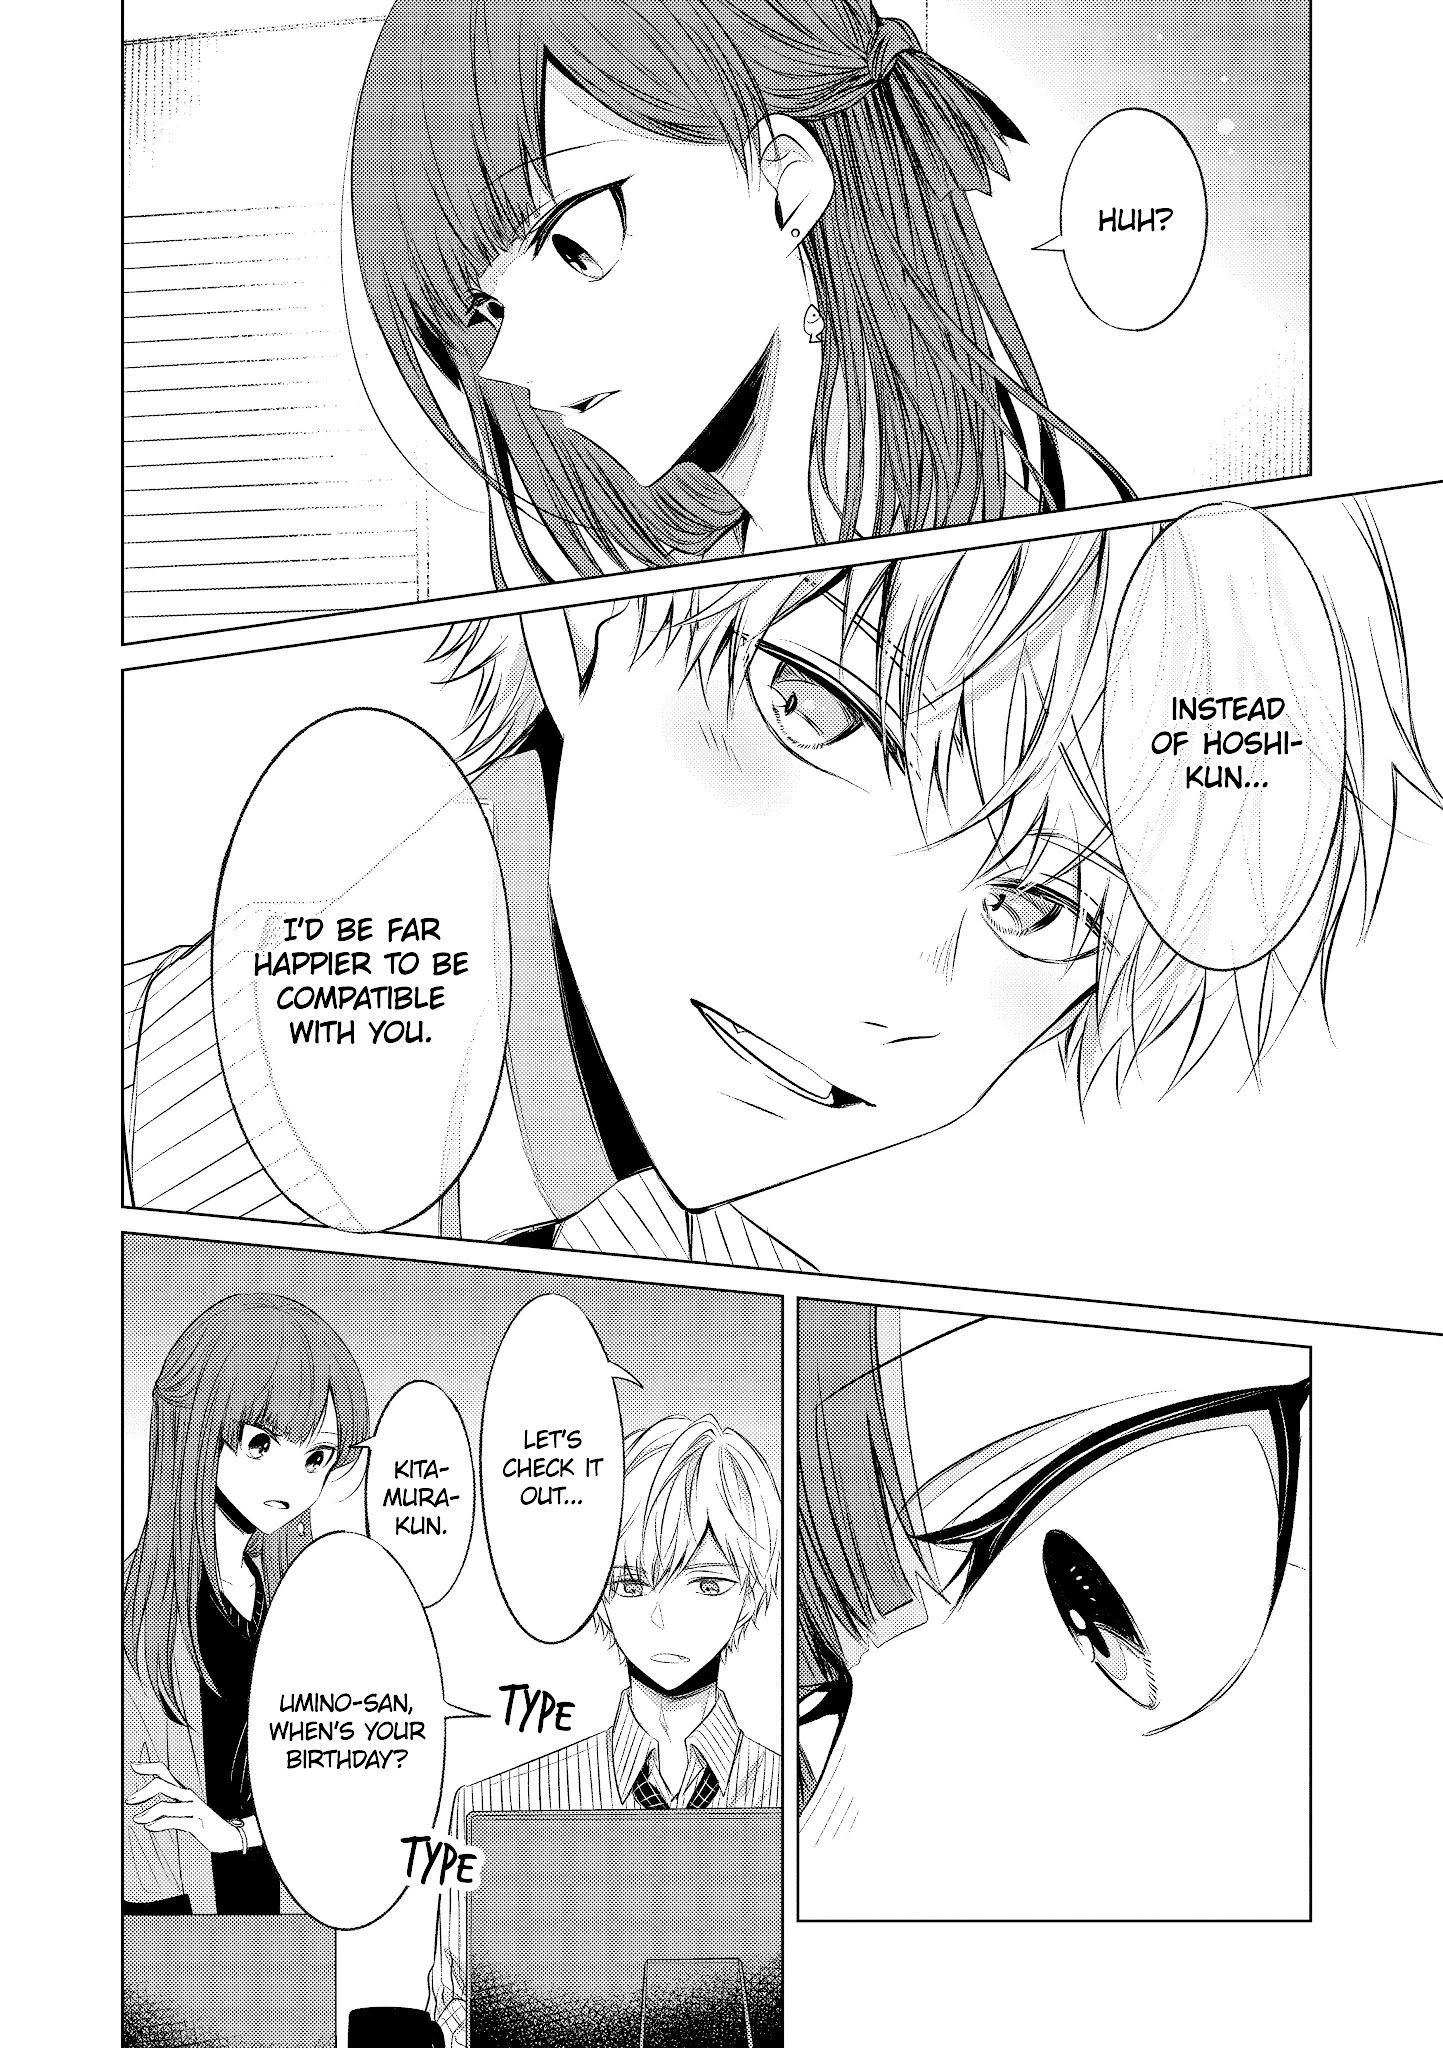 HUH?
INSTEAD
OF HOSHI-
KUN...
I'D BE FAR
HAPPIER TO BE
COMPATIBLE
WITH YOU.
LET'S
CHECK IT
OUT...
KITA-
MURA-
KUN.
UMINO-SAN,
WHEN'S YOUR
BIRTHDAY?
TYPE
TYPE